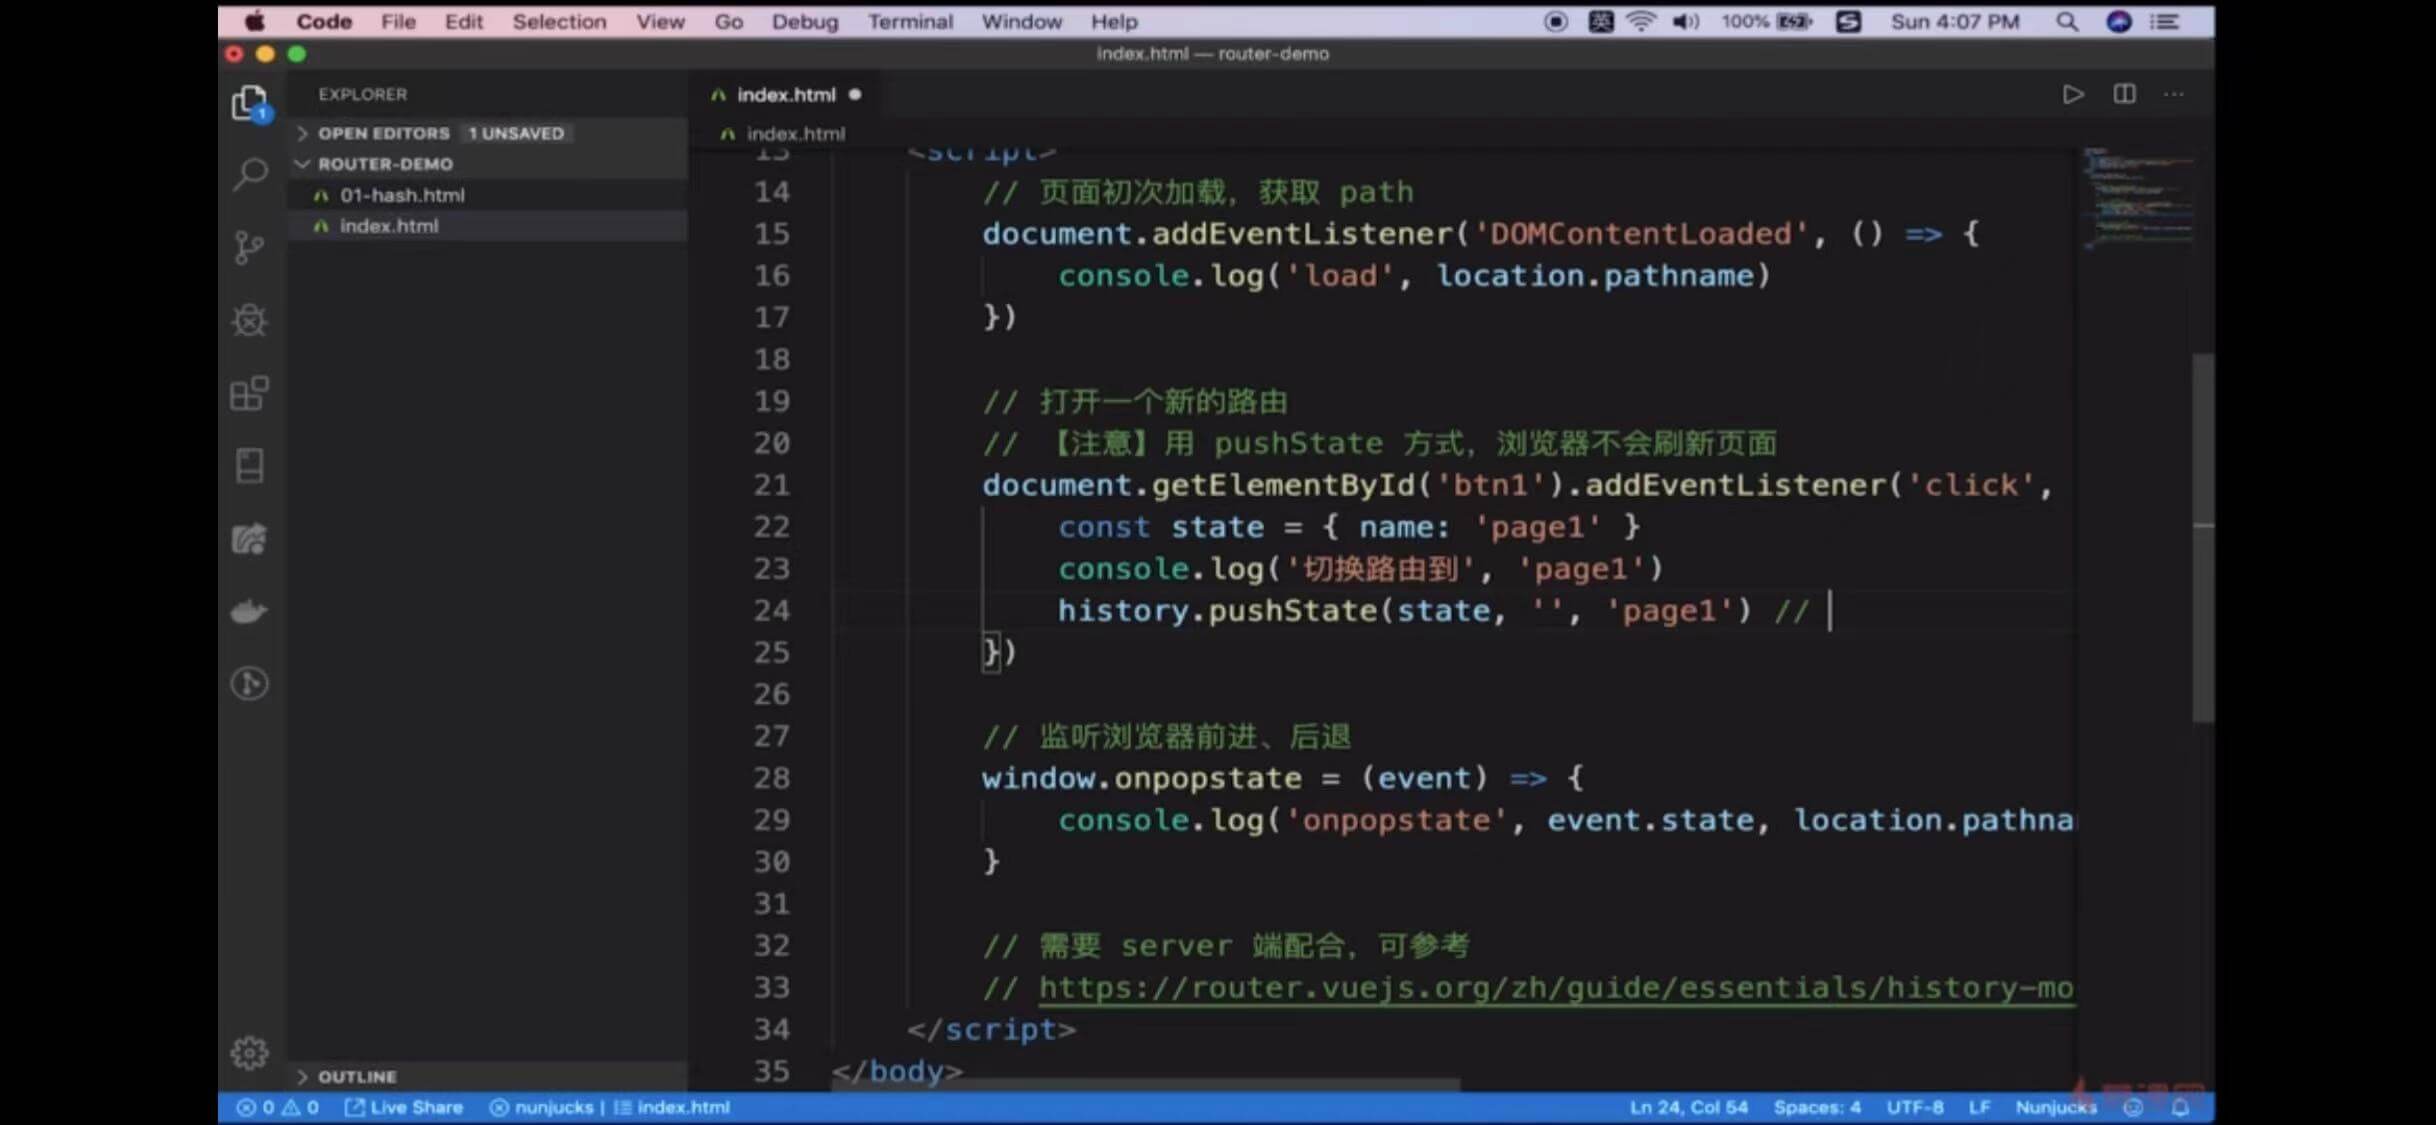 Code File Edit Selection View Go Debug Terminal Window Help 英 100% Sun 4:07 PM
index.html — router-demo
EXPLORER
OPEN EDITORS 1 UNSAVED
ROUTER-DEMO
01-hash.html
index.html
index.html
index.html
13 <script>
14 // 页面初次加载，获取 path
15 document.addEventListener('DOMContentLoaded', () => {
16 console.log('load', location.pathname)
17 })
18
19 // 打开一个新的路由
20 // 【注意】用 pushState 方式，浏览器不会刷新页面
21 document.getElementById('btn1').addEventListener('click',
22 const state = { name: 'page1' }
23 console.log('切换路由到', 'page1')
24 history.pushState(state, '', 'page1') //
25 })
26
27 // 监听浏览器前进、后退
28 window.onpopstate = (event) => {
29 console.log('onpopstate', event.state, location.pathna
30 }
31
32 // 需要 server 端配合，可参考
33 // https://router.vuejs.org/zh/guide/essentials/history-mo
34 </script>
35 </body>
1
OUTLINE
0 0 Live Share nunjucks | index.html Ln 24, Col 54 Spaces: 4 UTF-8 LF Nunjucks